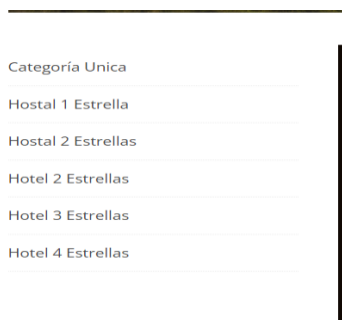 Categoría Unica
Hostal 1 Estrella
Hostal 2 Estrellas
Hotel 2 Estrellas
Hotel 3 Estrellas
Hotel 4 Estrellas